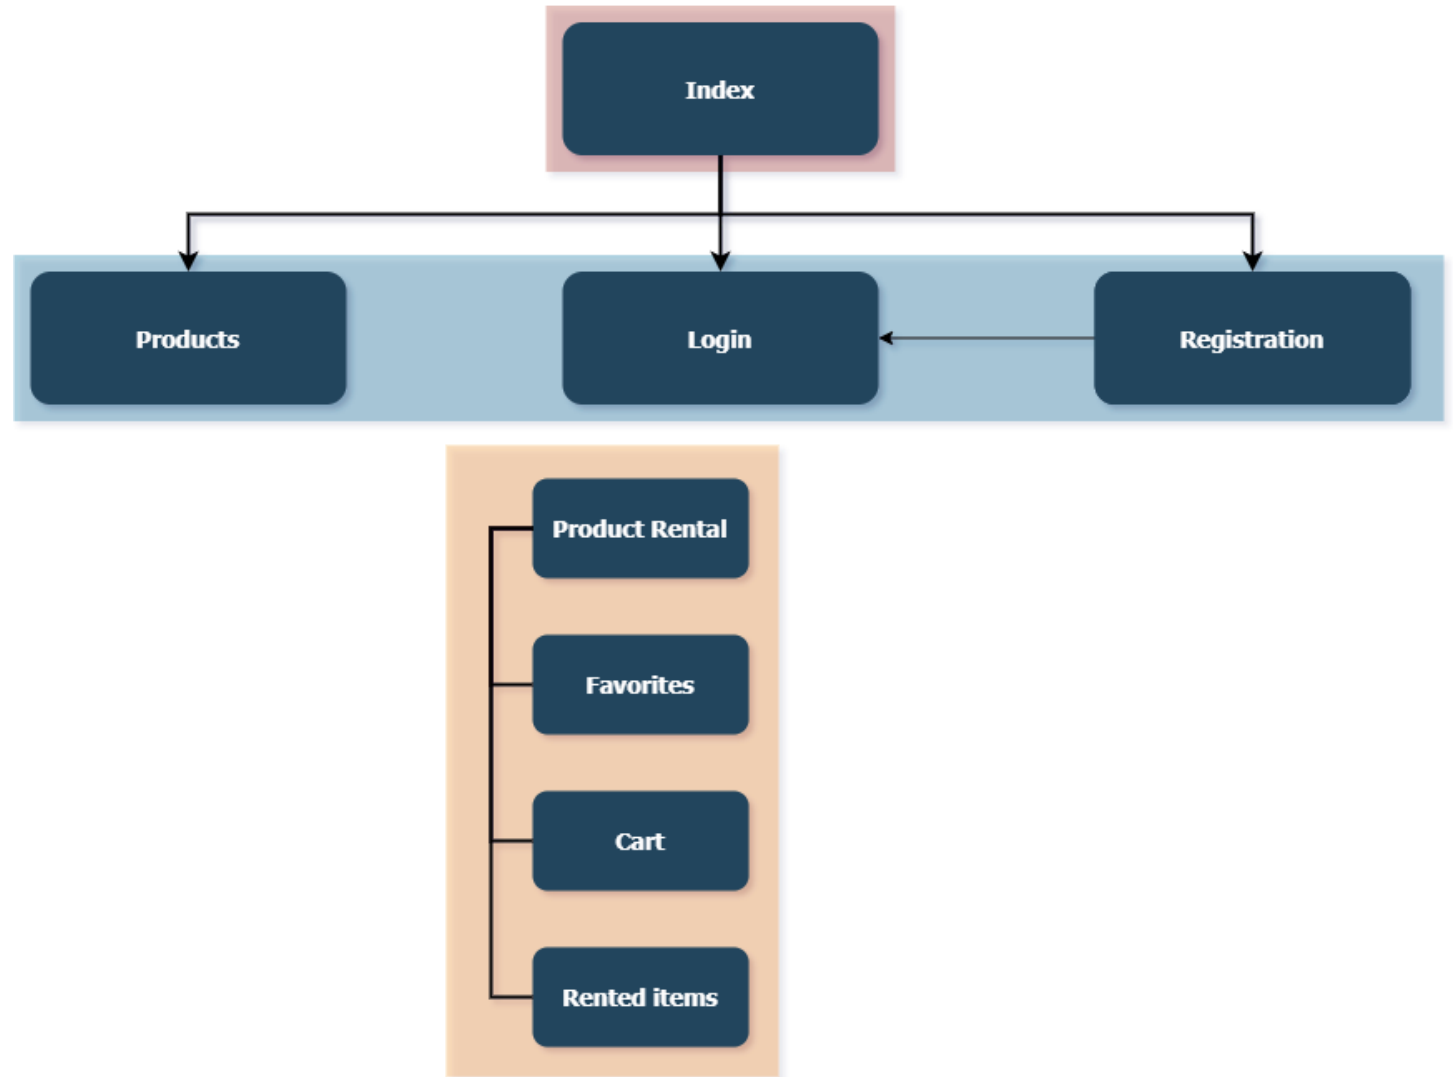 Index
Products
Login
Registration
Product Rental
Favorites
Cart
Rented items